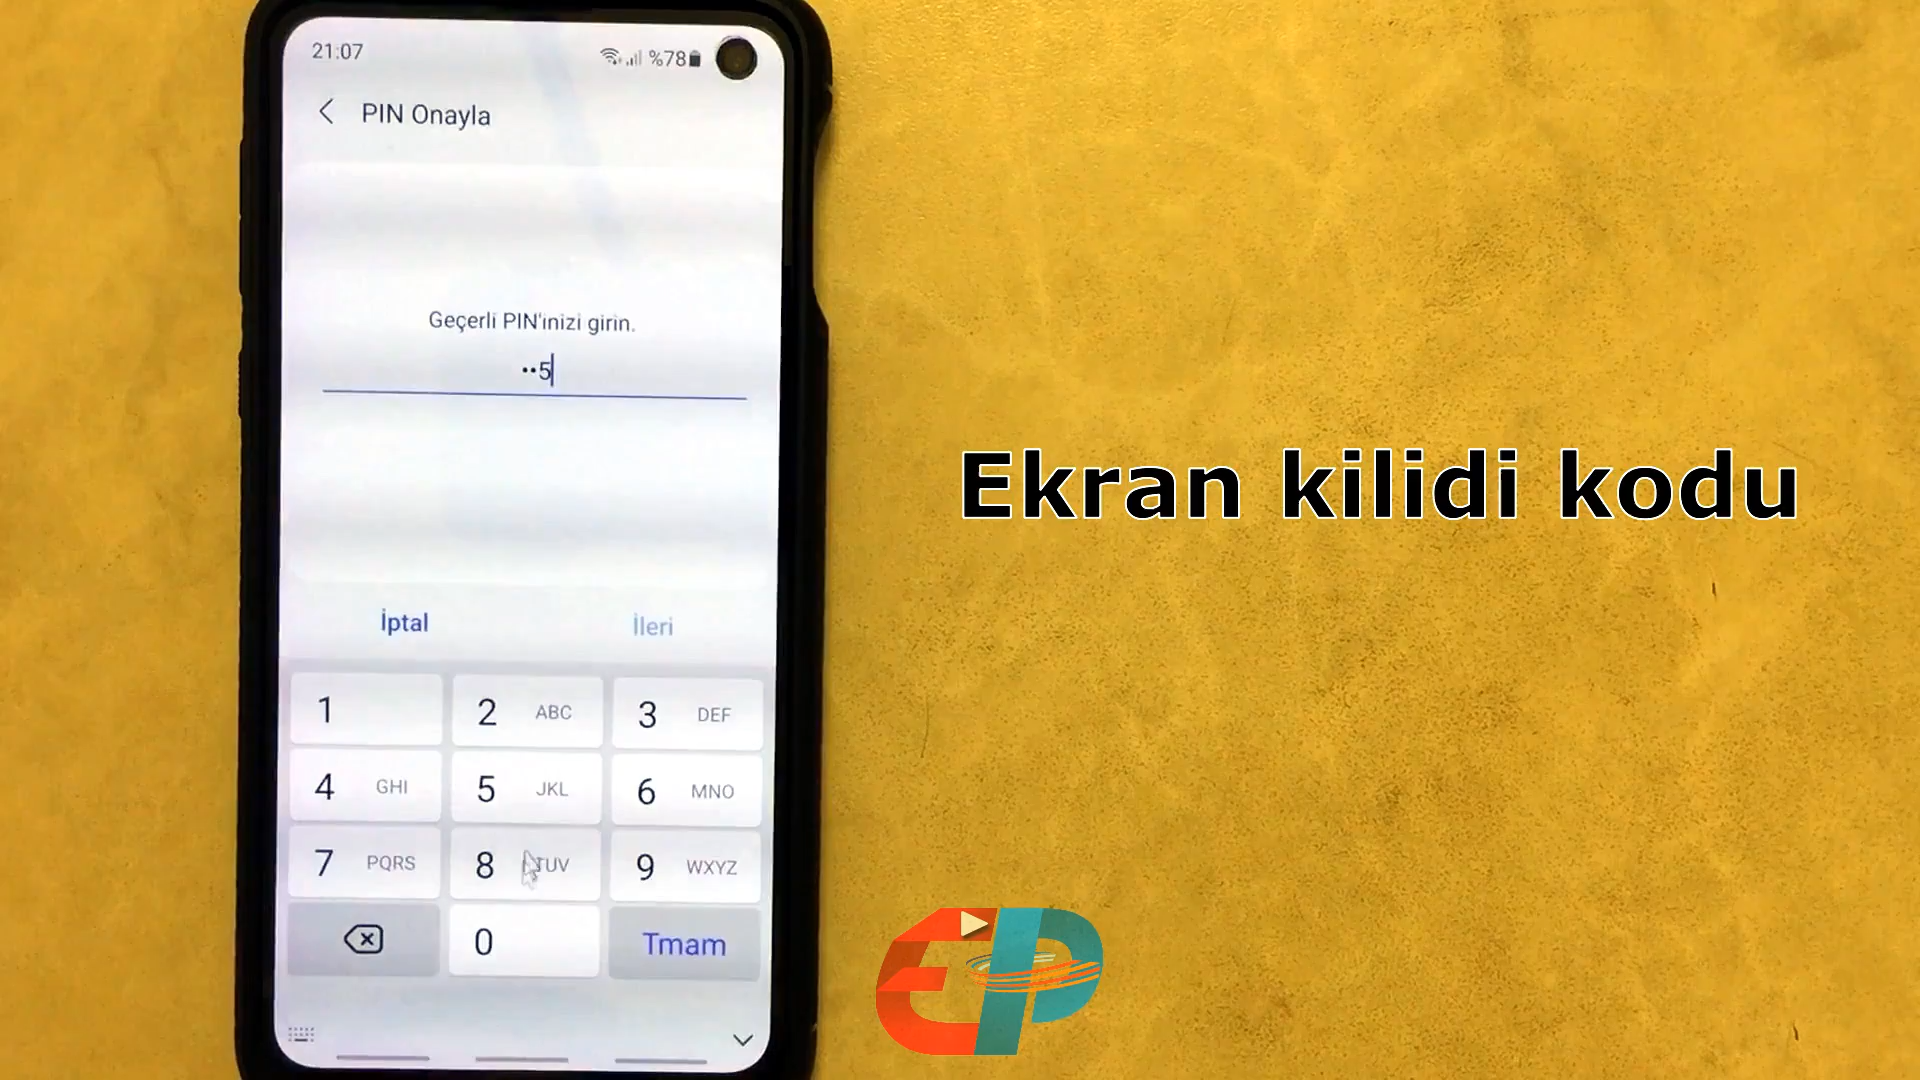 21:07
%78
PIN Onayla
Geçerli PIN'inizi girin.
••5
İptal
İleri
1
2 ABC
3 DEF
4 GHI
5 JKL
6 MNO
7 PQRS
8 TUV
9 WXYZ
0
Tmam
Ekran kilidi kodu
EP